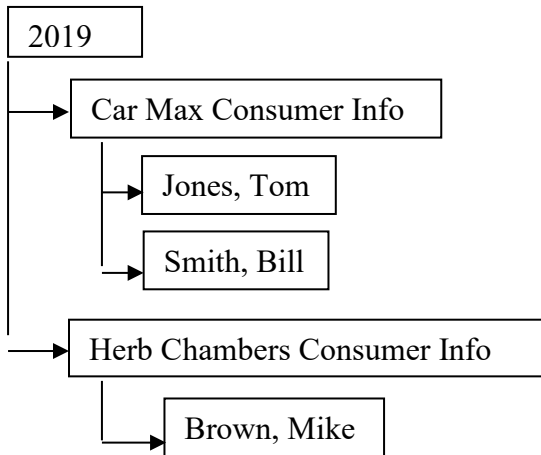 2019
Car Max Consumer Info
Jones, Tom
Smith, Bill
Herb Chambers Consumer Info
Brown, Mike